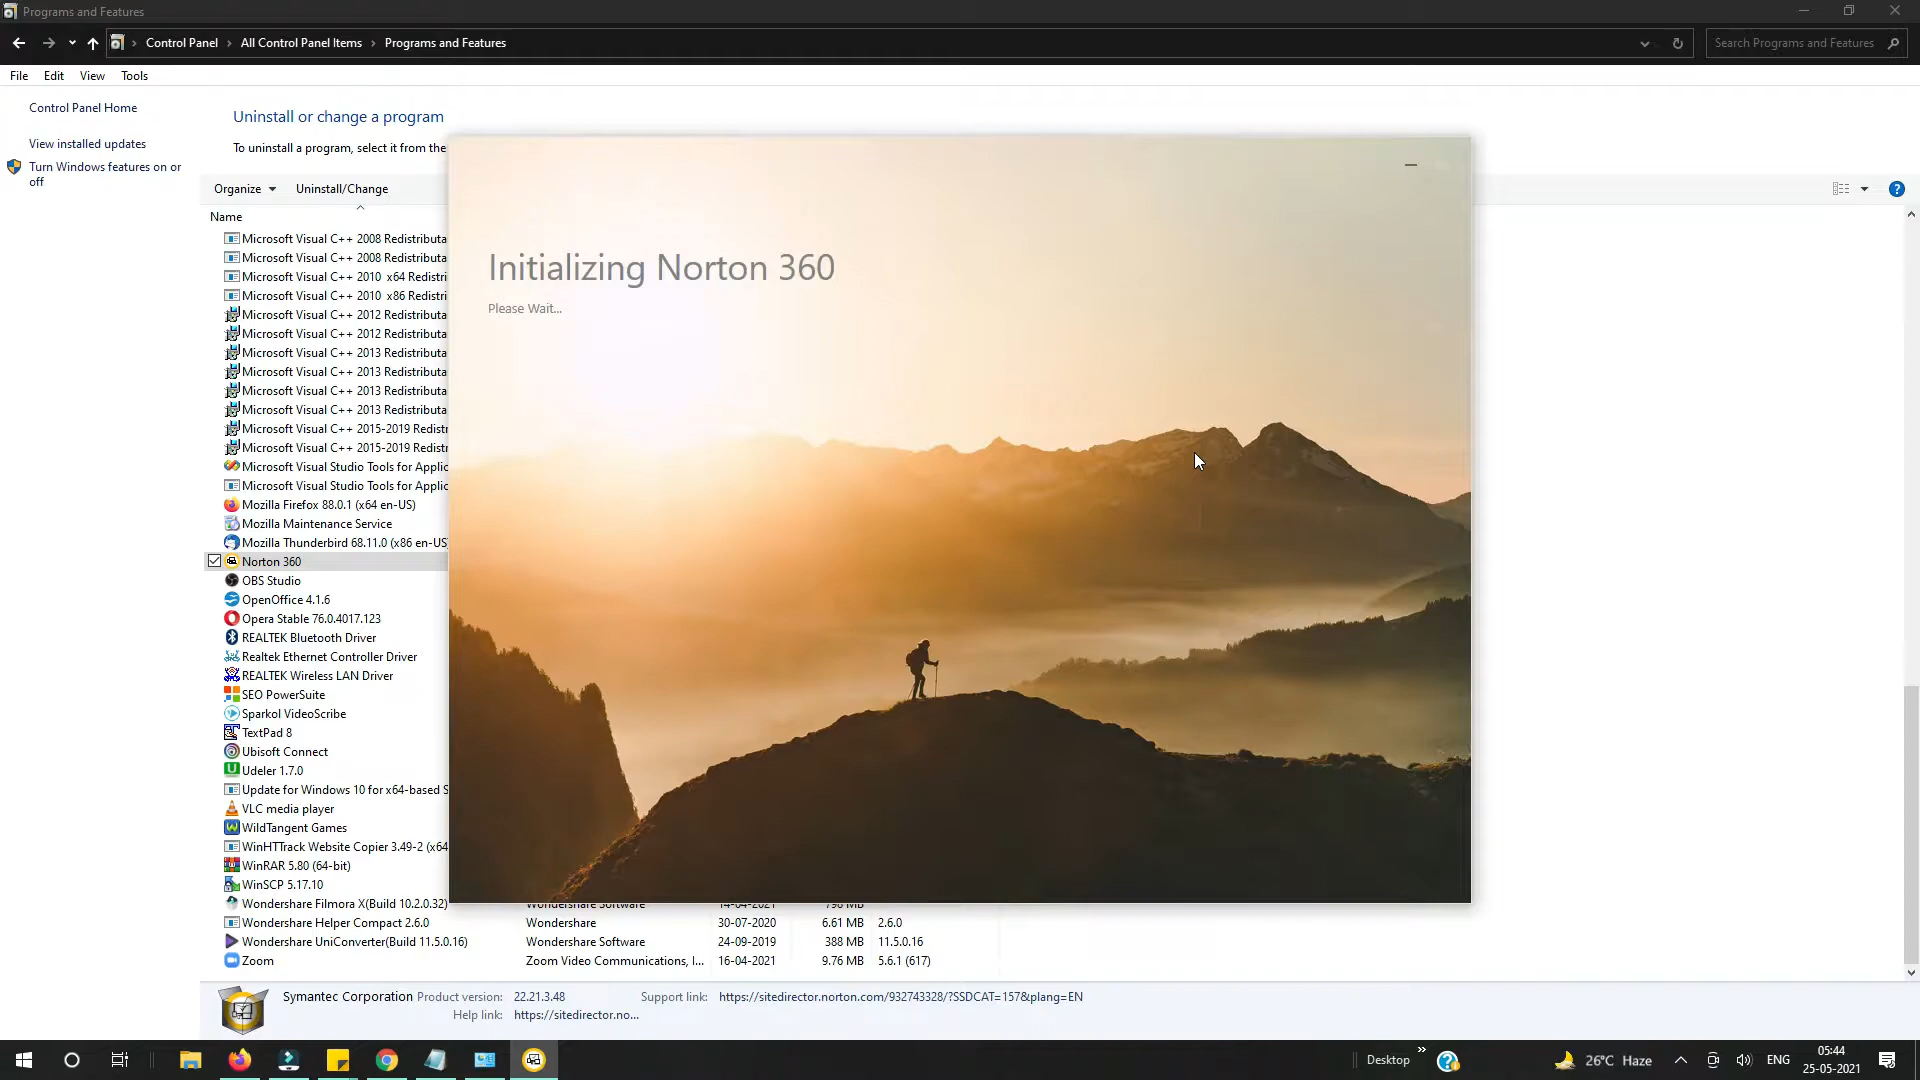 Programs and Features
Control Panel
All Control Panel Items
Programs and Features
Search Programs and Features
File Edit View Tools
Control Panel Home
View installed updates
Turn Windows features on or
off
Uninstall or change a program
To uninstall a program, select it from the
Organize
Uninstall/Change
Name
Microsoft Visual C++ 2008 Redistributa
Microsoft Visual C++ 2008 Redistributa
Microsoft Visual C++ 2010 x64 Redistri
Microsoft Visual C++ 2010 x86 Redistri
Microsoft Visual C++ 2012 Redistributa
Microsoft Visual C++ 2012 Redistributa
Microsoft Visual C++ 2013 Redistributa
Microsoft Visual C++ 2013 Redistributa
Microsoft Visual C++ 2013 Redistributa
Microsoft Visual C++ 2013 Redistributa
Microsoft Visual C++ 2015-2019 Redistr
Microsoft Visual C++ 2015-2019 Redistr
Microsoft Visual Studio Tools for Applic
Microsoft Visual Studio Tools for Applic
Mozilla Firefox 88.0.1 (x64 en-US)
Mozilla Maintenance Service
Mozilla Thunderbird 68.11.0 (x86 en-US)
Norton 360
OBS Studio
OpenOffice 4.1.6
Opera Stable 76.0.4017.123
REALTEK Bluetooth Driver
Realtek Ethernet Controller Driver
REALTEK Wireless LAN Driver
SEO PowerSuite
Sparkol VideoScribe
TextPad 8
Ubisoft Connect
Udeler 1.7.0
Update for Windows 10 for x64-based S
VLC media player
WildTangent Games
WinHTTrack Website Copier 3.49-2 (x64
WinRAR 5.80 (64-bit)
WinSCP 5.17.10
Wondershare Filmora X(Build 10.2.0.32) Wondershare Software 14-04-2021 798 MB
Wondershare Helper Compact 2.6.0 Wondershare 30-07-2020 6.61 MB 2.6.0
Wondershare UniConverter(Build 11.5.0.16) Wondershare Software 24-09-2019 388 MB 11.5.0.16
Zoom Zoom Video Communications, I... 16-04-2021 9.76 MB 5.6.1 (617)
Initializing Norton 360
Please Wait...
Symantec Corporation Product version: 22.21.3.48 Support link: https://sitedirector.norton.com/932743328/?SSDCAT=157&plang=EN
Help link: https://sitedirector.no...
Desktop
26°C Haze
ENG
05:44
25-05-2021